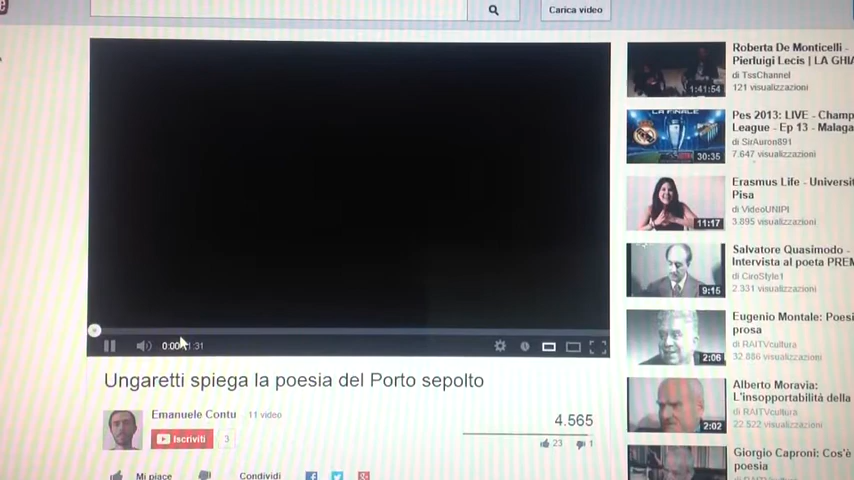 Carica video
0:00
1:31
Ungaretti spiega la poesia del Porto sepolto
Emanuele Contu · 11 video
Iscriviti 3
4.565
23 1
Mi piace
Condividi
Roberta De Monticelli -
Pierluigi Lecis | LA GHIA
di TssChannel
121 visualizzazioni
1:41:54
LA FINALE
Pes 2013: LIVE - Champ
League - Ep 13 - Malaga
di SirAuron891
7.647 visualizzazioni
30:35
Erasmus Life - Universit
Pisa
di VideoUNIPI
3.895 visualizzazioni
11:17
Salvatore Quasimodo -
Intervista al poeta PREM
di CiroStyle1
2.331 visualizzazioni
9:15
Eugenio Montale: Poesi
prosa
di RAITVcultura
32.886 visualizzazioni
2:06
Alberto Moravia:
L'insopportabilità della
di RAITVcultura
22.522 visualizzazioni
2:02
Giorgio Caproni: Cos'è
poesia